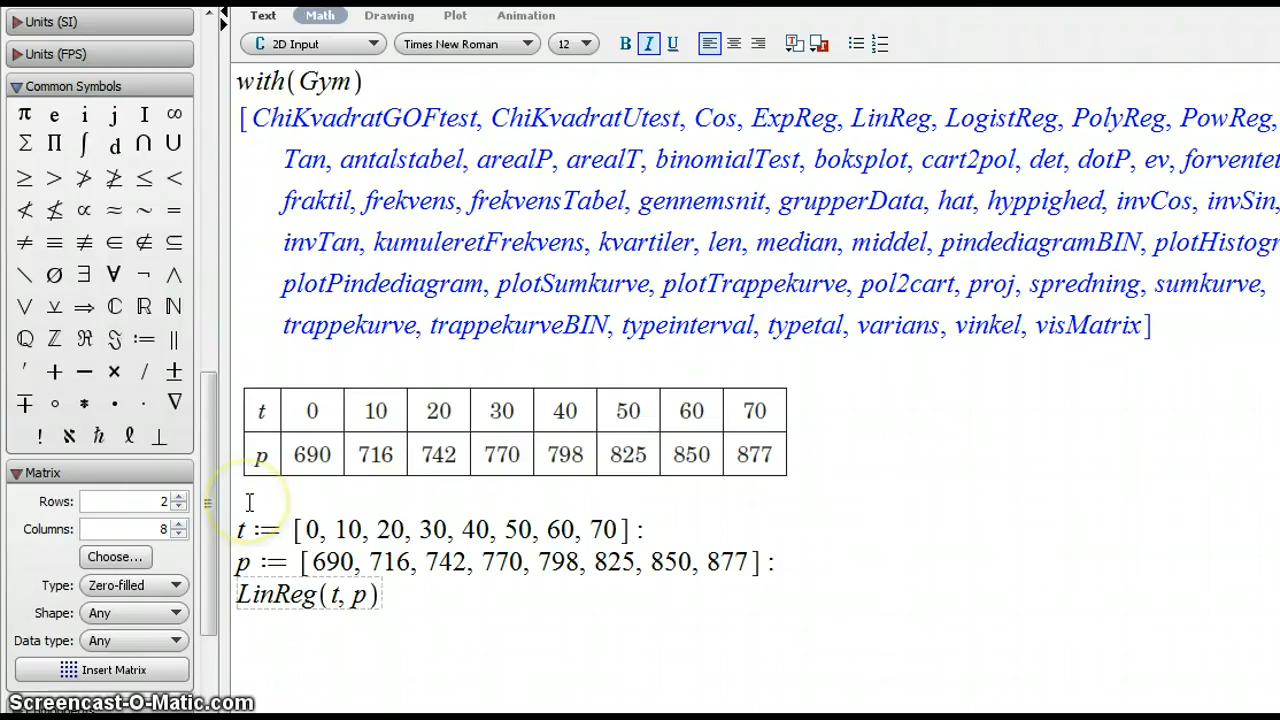 Text Math Drawing Plot Animation
C 2D Input Times New Roman 12 B I U
Units (SI)
Units (FPS)
Common Symbols
π e i j I ∞
Σ Π ∫ d ∩ U
≥ > ≯ ≱ ≤ <
≮ ≰ ∝ ≈ ~ =
≠ ≡ ≢ ∈ ∉ ⊆
\ Ø ∃ ∀ ¬ ∧
∨ ⊻ ⇒ ℂ ℝ ℕ
ℚ ℤ ℜ ℑ := ∥
′ + − × / ±
∓ ∘ * • · ∇
! ℵ ℏ ℓ ⊥
Matrix
Rows: 2
Columns: 8
Choose...
Type: Zero-filled
Shape: Any
Data type: Any
Insert Matrix
with(Gym)
[ChiKvadratGOFtest, ChiKvadratUtest, Cos, ExpReg, LinReg, LogistReg, PolyReg, PowReg,
Tan, antalstabel, arealP, arealT, binomialTest, boksplot, cart2pol, det, dotP, ev, forventet
fraktil, frekvens, frekvensTabel, gennemsnit, grupperData, hat, hyppighed, invCos, invSin,
invTan, kumuleretFrekvens, kvartiler, len, median, middel, pindediagramBIN, plotHistogr
plotPindediagram, plotSumkurve, plotTrappekurve, pol2cart, proj, spredning, sumkurve,
trappekurve, trappekurveBIN, typeinterval, typetal, varians, vinkel, visMatrix]
t 0 10 20 30 40 50 60 70
p 690 716 742 770 798 825 850 877
t := [0, 10, 20, 30, 40, 50, 60, 70] :
p := [690, 716, 742, 770, 798, 825, 850, 877] :
LinReg(t, p)
Screencast-O-Matic.com